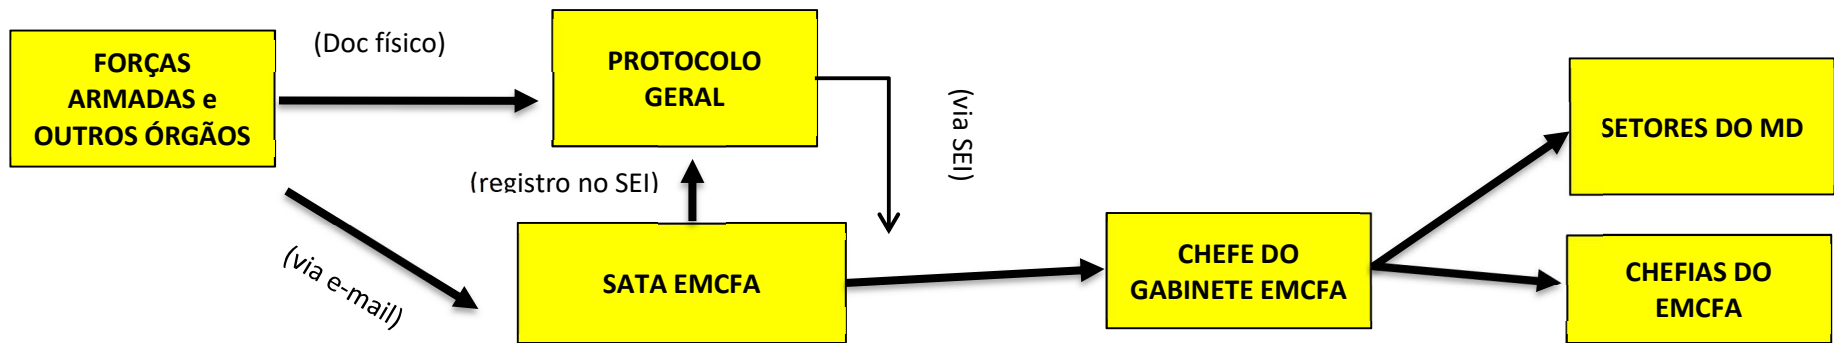 FORÇAS
ARMADAS e
OUTROS ÓRGÃOS
(Doc físico)
PROTOCOLO
GERAL
(via SEI)
(registro no SEI)
(via e-mail)
SATA EMCFA
CHEFE DO
GABINETE EMCFA
SETORES DO MD
CHEFIAS DO
EMCFA